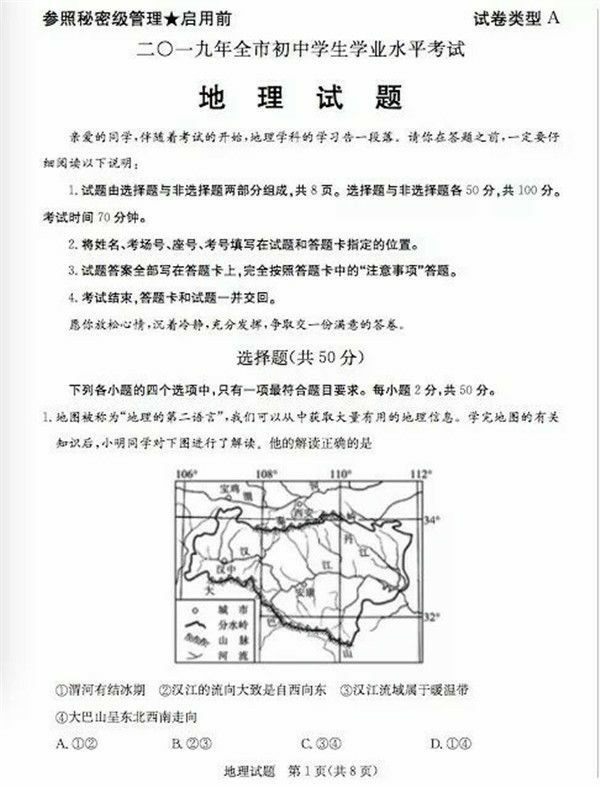 参照秘密级管理★启用前
试卷类型 A
二〇一九年全市初中学生学业水平考试
地 理 试 题
亲爱的同学,伴随着考试的开始,地理学科的学习告一段落。请你在答题之前,一定要仔
细阅读以下说明:
1.试题由选择题与非选择题两部分组成,共 8 页。选择题与非选择题各 50 分,共 100 分。
考试时间 70 分钟。
2.将姓名、考场号、座号、考号填写在试题和答题卡指定的位置。
3.试题答案全部写在答题卡上,完全按照答题卡中的“注意事项”答题。
4.考试结束,答题卡和试题一并交回。
愿你放松心情,沉着冷静,充分发挥,争取交一份满意的答卷。
选择题(共 50 分)
下列各小题的四个选项中,只有一项最符合题目要求。每小题 2 分,共 50 分。
1.地图被称为“地理的第二语言”,我们可以从中获取大量有用的地理信息。学完地图的有关
知识后,小明同学对下图进行了解读。他的解读正确的是
106° 108° 110° 112°
宝鸡 渭 河
西安
秦 岭 34°
丹
汉 江 江
汉中
安康
大 巴 山
32°
城 市
分水岭
山 脉
河 流
①渭河有结冰期 ②汉江的流向大致是自西向东 ③汉江流域属于暖温带
④大巴山呈东北西南走向
A.①② B.②③ C.③④ D.①④
地理试题 第 1 页(共 8 页)